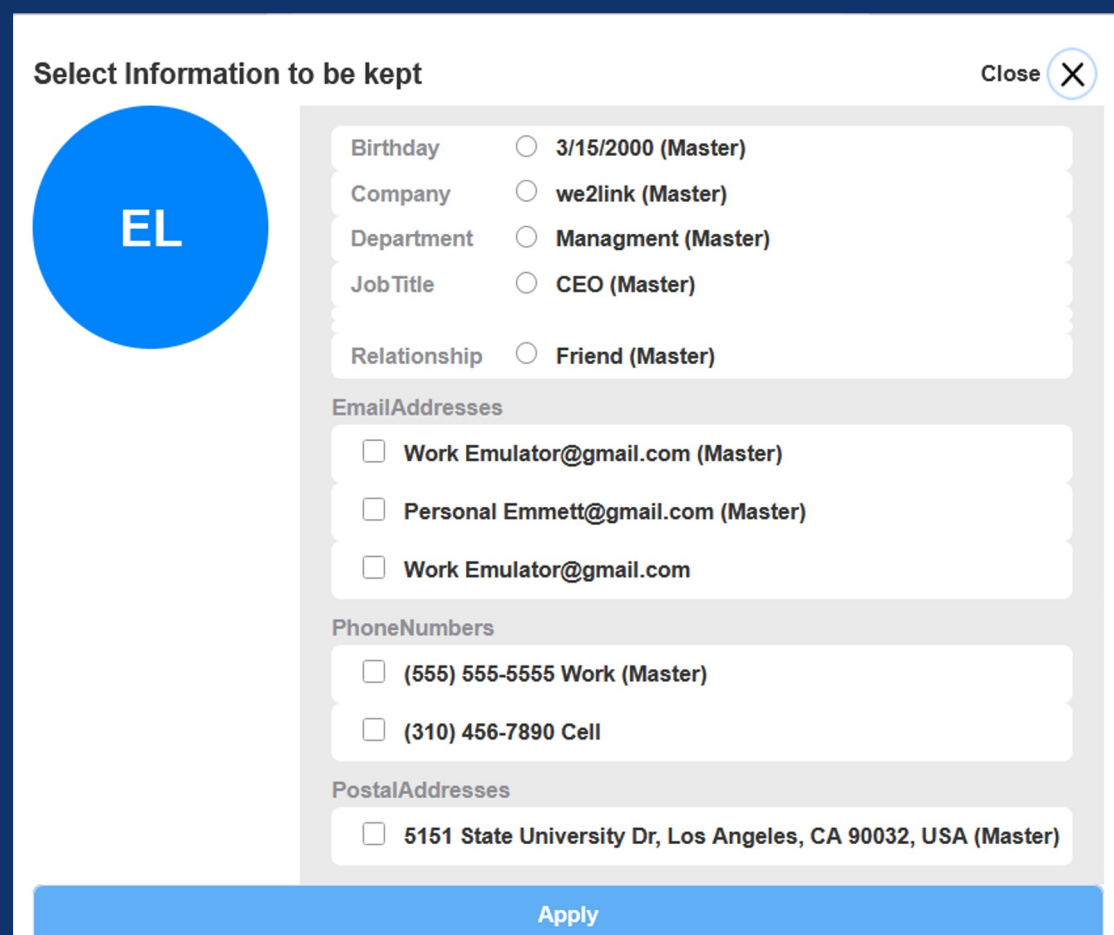 Select Information to be kept
Close
EL
Birthday 3/15/2000 (Master)
Company we2link (Master)
Department Managment (Master)
JobTitle CEO (Master)
Relationship Friend (Master)
EmailAddresses
Work Emulator@gmail.com (Master)
Personal Emmett@gmail.com (Master)
Work Emulator@gmail.com
PhoneNumbers
(555) 555-5555 Work (Master)
(310) 456-7890 Cell
PostalAddresses
5151 State University Dr, Los Angeles, CA 90032, USA (Master)
Apply